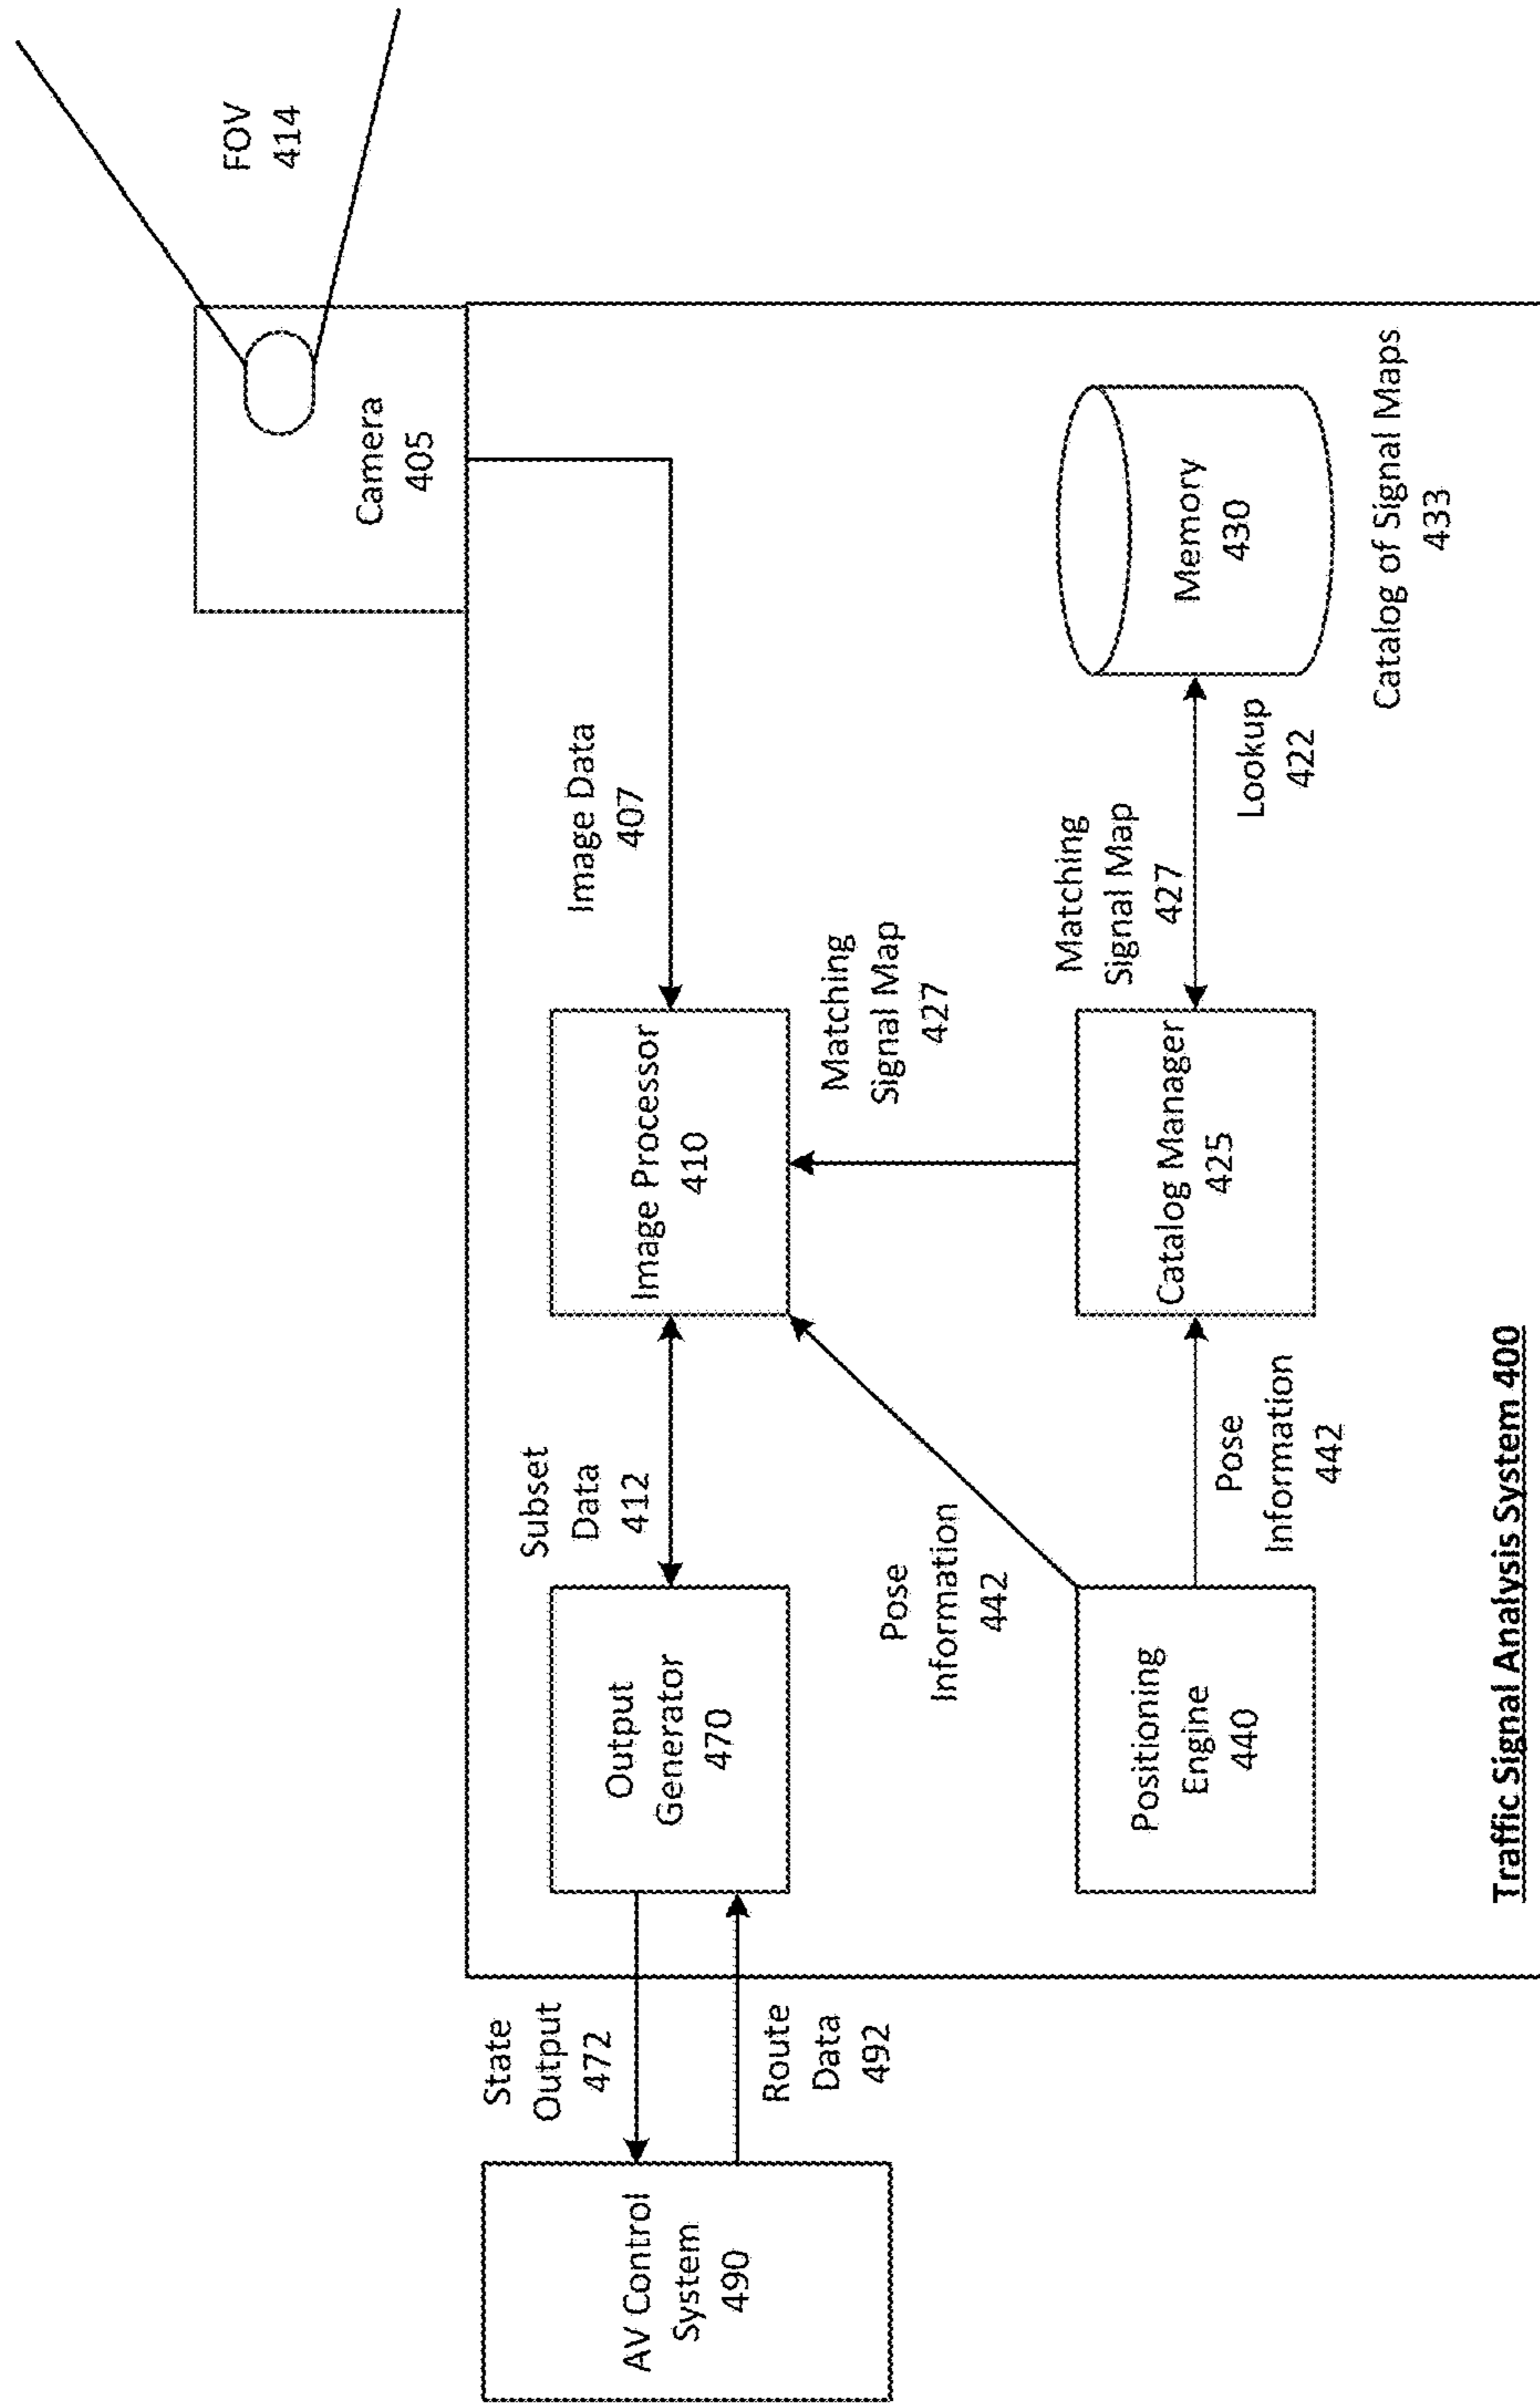 FOV
414
Camera
405
State
Output
472
Subset
Data
412
Image Data
407
AV Control
System
490
Output
Generator
470
Image Processor
410
Route
Data
492
Pose
Information
442
Matching
Signal Map
427
Matching
Signal Map
427
Positioning
Engine
440
Catalog Manager
425
Memory
430
Pose
Information
442
Lookup
422
Catalog of Signal Maps
433
Traffic Signal Analysis System 400